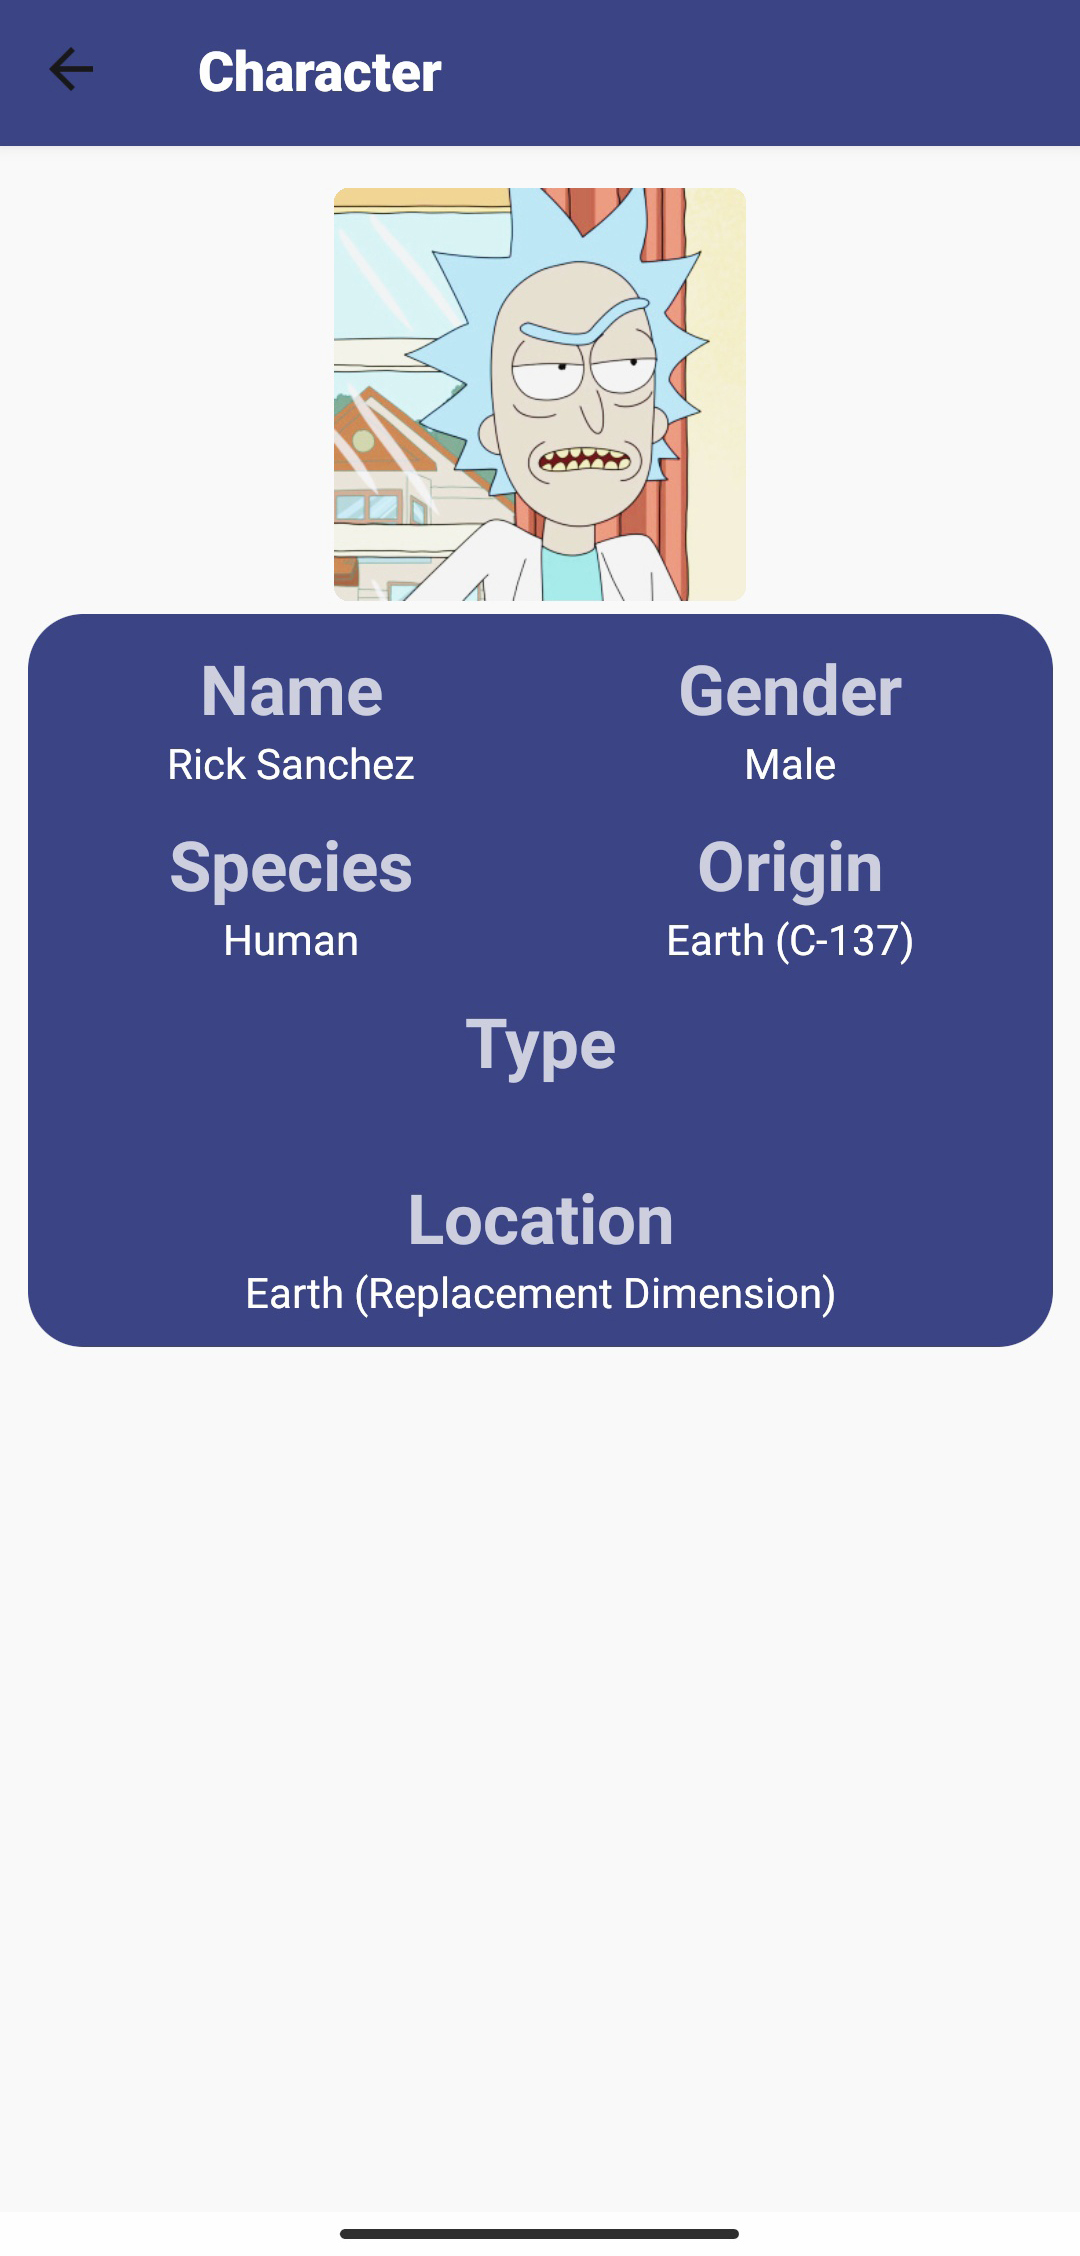 Character
Name
Gender
Rick Sanchez
Male
Species
Origin
Human
Earth (C-137)
Type
Location
Earth (Replacement Dimension)